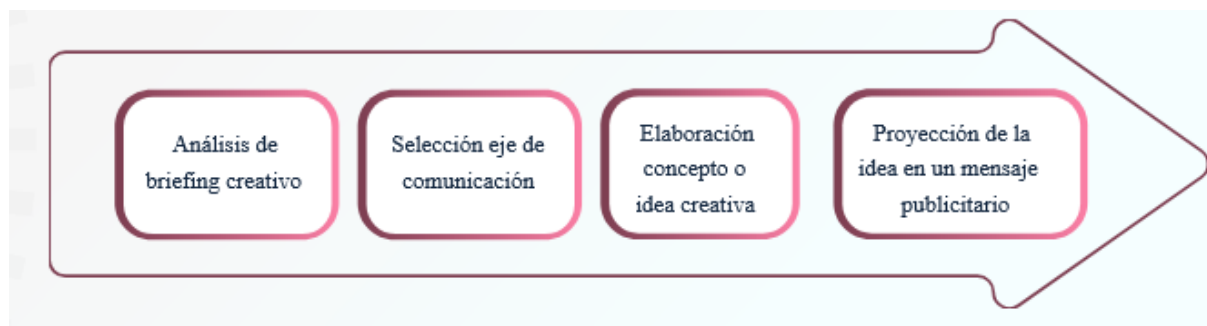 Análisis de
briefing creativo
Selección eje de
comunicación
Elaboración
concepto o
idea creativa
Proyección de la
idea en un mensaje
publicitario